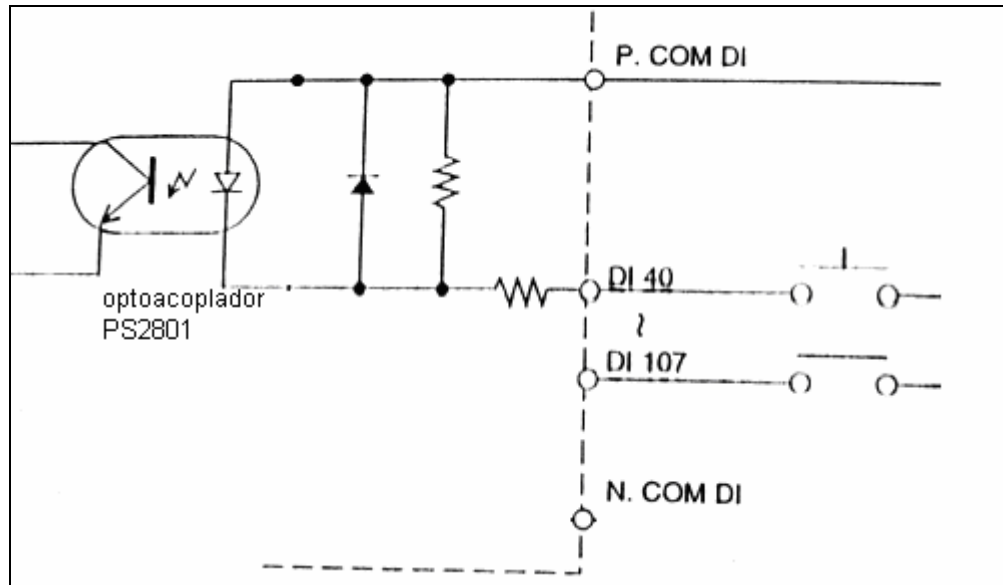 P. COM DI
DI 40
~
DI 107
optoacoplador
PS2801
N. COM DI